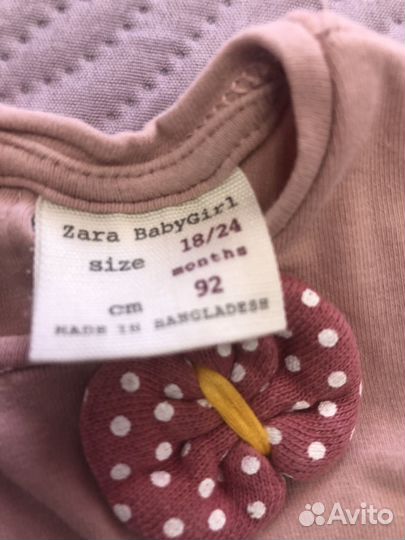 Zara BabyGirl
size 18/24
months
cm 92
MADE IN BANGLADESH
Avito